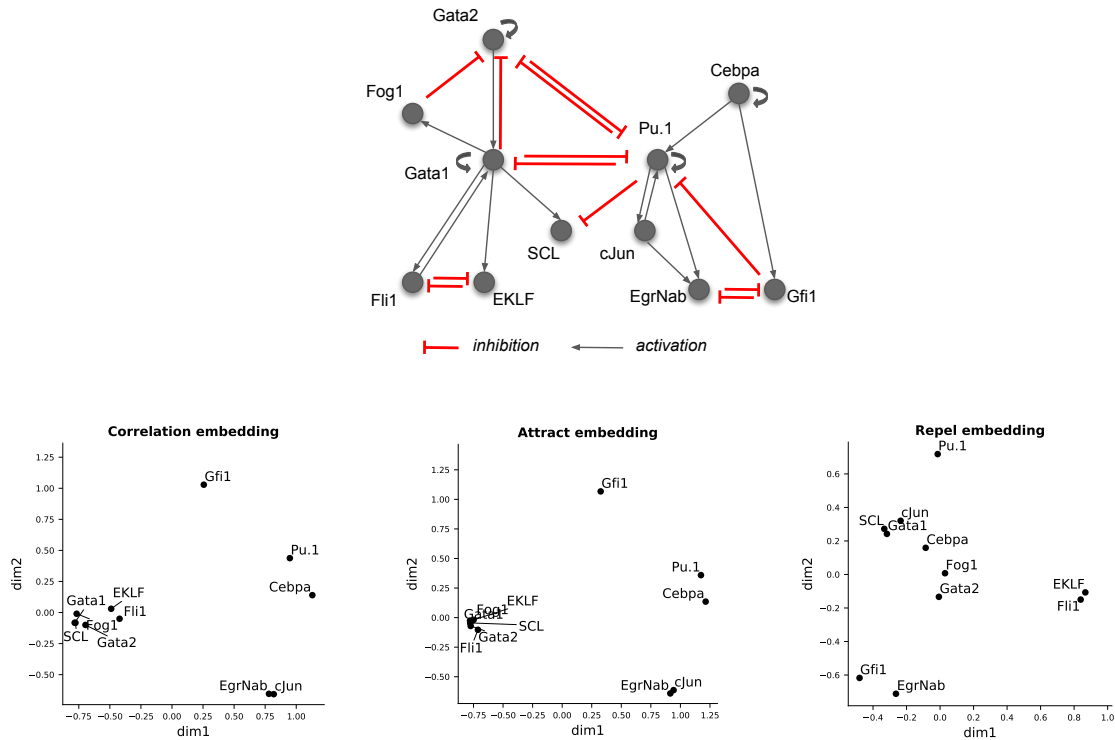 Gata2
Cebpa
Fog1
Pu.1
Gata1
SCL
cJun
Fli1
EKLF
EgrNab
Gfi1
inhibition
activation
Correlation embedding
1.25
1.00
0.75
0.50
0.25
0.00
−0.25
−0.50
dim2
Gfi1
Pu.1
Cebpa
EKLF
Gata1
Fli1
Fog1
SCL
Gata2
EgrNab
cJun
−0.75 −0.50 −0.25 0.00 0.25 0.50 0.75 1.00
dim1
Attract embedding
1.25
1.00
0.75
0.50
0.25
0.00
−0.25
−0.50
dim2
Gfi1
Pu.1
Cebpa
EKLF
Fog1
Gata1
SCL
Gata2
Fli1
EgrNab
cJun
−0.75 −0.50 −0.25 0.00 0.25 0.50 0.75 1.00 1.25
dim1
Repel embedding
0.6
0.4
0.2
0.0
−0.2
−0.4
−0.6
dim2
Pu.1
cJun
SCL
Gata1
Cebpa
Fog1
Gata2
EKLF
Fli1
Gfi1
EgrNab
−0.4 −0.2 0.0 0.2 0.4 0.6 0.8 1.0
dim1